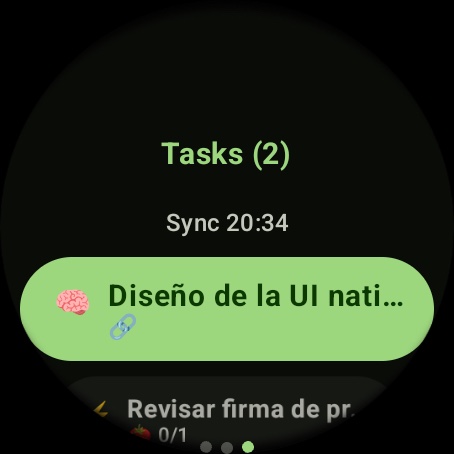 Tasks (2)
Sync 20:34
🧠 Diseño de la UI nati…
🔗
⚡ Revisar firma de pr.
🍅 0/1